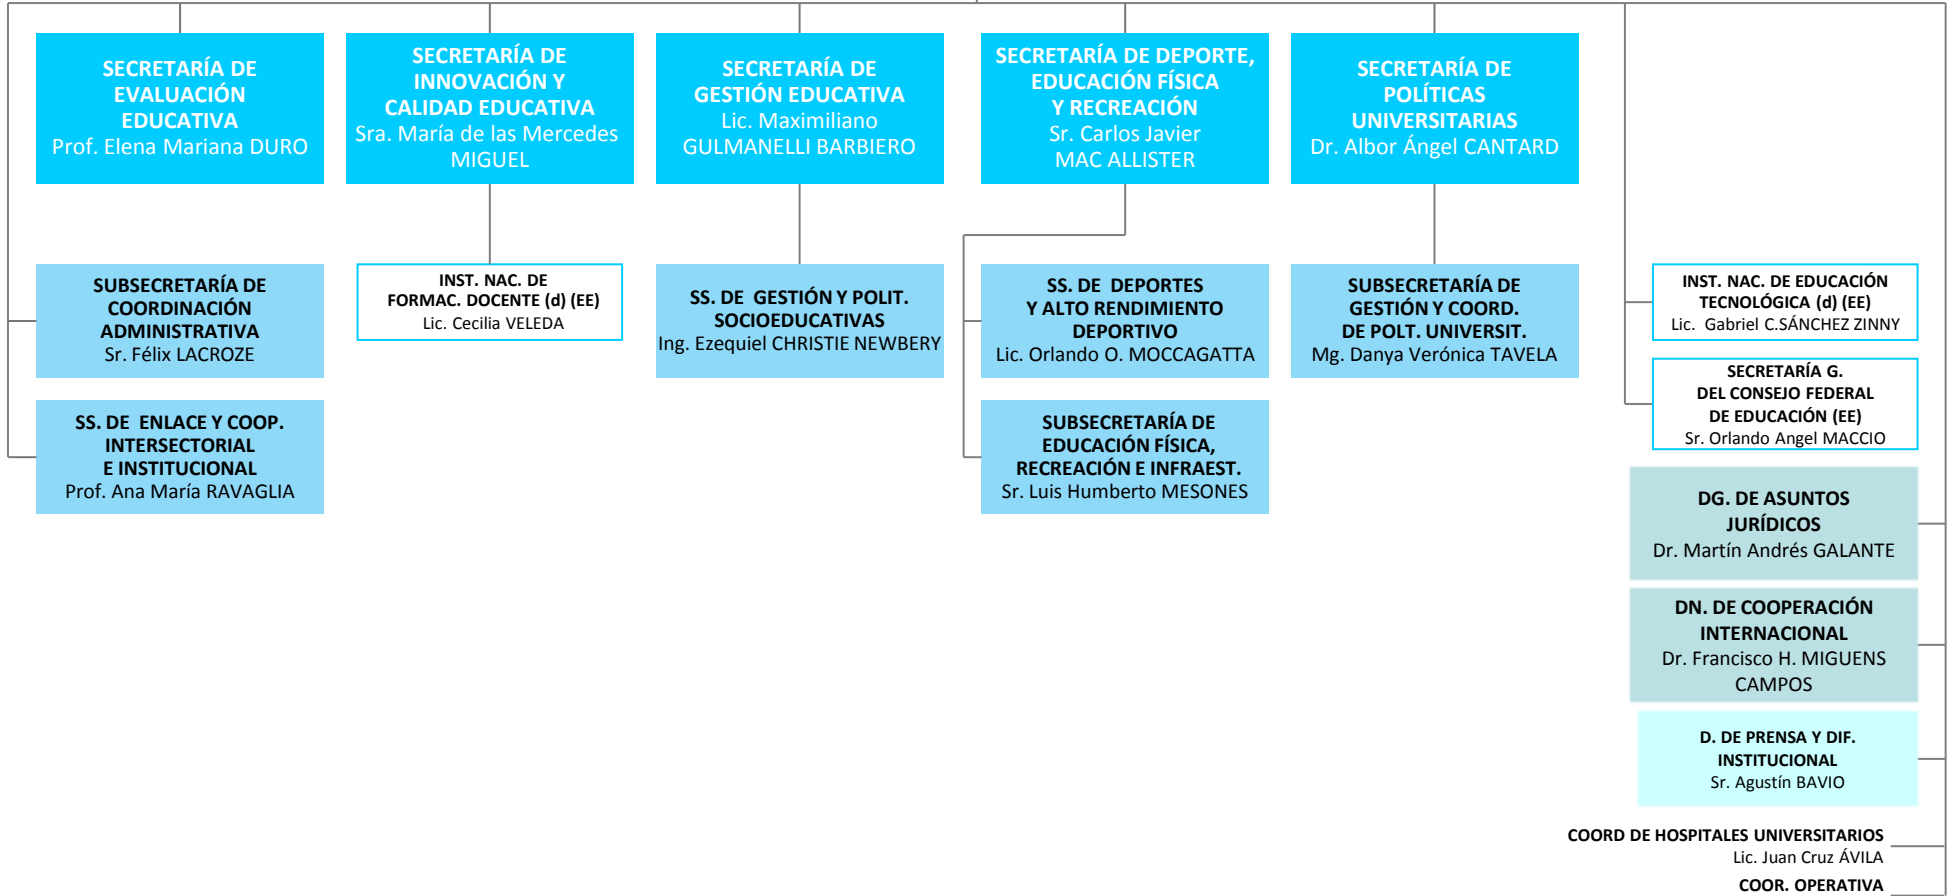 SECRETARÍA DE
EVALUACIÓN
EDUCATIVA
Prof. Elena Mariana DURO
SECRETARÍA DE
INNOVACIÓN Y
CALIDAD EDUCATIVA
Sra. María de las Mercedes
MIGUEL
SECRETARÍA DE
GESTIÓN EDUCATIVA
Lic. Maximiliano
GULMANELLI BARBIERO
SECRETARÍA DE DEPORTE,
EDUCACIÓN FÍSICA
Y RECREACIÓN
Sr. Carlos Javier
MAC ALLISTER
SECRETARÍA DE
POLÍTICAS
UNIVERSITARIAS
Dr. Albor Ángel CANTARD
SUBSECRETARÍA DE
COORDINACIÓN
ADMINISTRATIVA
Sr. Félix LACROZE
INST. NAC. DE
FORMAC. DOCENTE (d) (EE)
Lic. Cecilia VELEDA
SS. DE GESTIÓN Y POLIT.
SOCIOEDUCATIVAS
Ing. Ezequiel CHRISTIE NEWBERY
SS. DE DEPORTES
Y ALTO RENDIMIENTO
DEPORTIVO
Lic. Orlando O. MOCCAGATTA
SUBSECRETARÍA DE
GESTIÓN Y COORD.
DE POLT. UNIVERSIT.
Mg. Danya Verónica TAVELA
INST. NAC. DE EDUCACIÓN
TECNOLÓGICA (d) (EE)
Lic. Gabriel C.SÁNCHEZ ZINNY
SECRETARÍA G.
DEL CONSEJO FEDERAL
DE EDUCACIÓN (EE)
Sr. Orlando Angel MACCIO
SS. DE ENLACE Y COOP.
INTERSECTORIAL
E INSTITUCIONAL
Prof. Ana María RAVAGLIA
SUBSECRETARÍA DE
EDUCACIÓN FÍSICA,
RECREACIÓN E INFRAEST.
Sr. Luis Humberto MESONES
DG. DE ASUNTOS
JURÍDICOS
Dr. Martín Andrés GALANTE
DN. DE COOPERACIÓN
INTERNACIONAL
Dr. Francisco H. MIGUENS
CAMPOS
D. DE PRENSA Y DIF.
INSTITUCIONAL
Sr. Agustín BAVIO
COORD DE HOSPITALES UNIVERSITARIOS
Lic. Juan Cruz ÁVILA
COOR. OPERATIVA